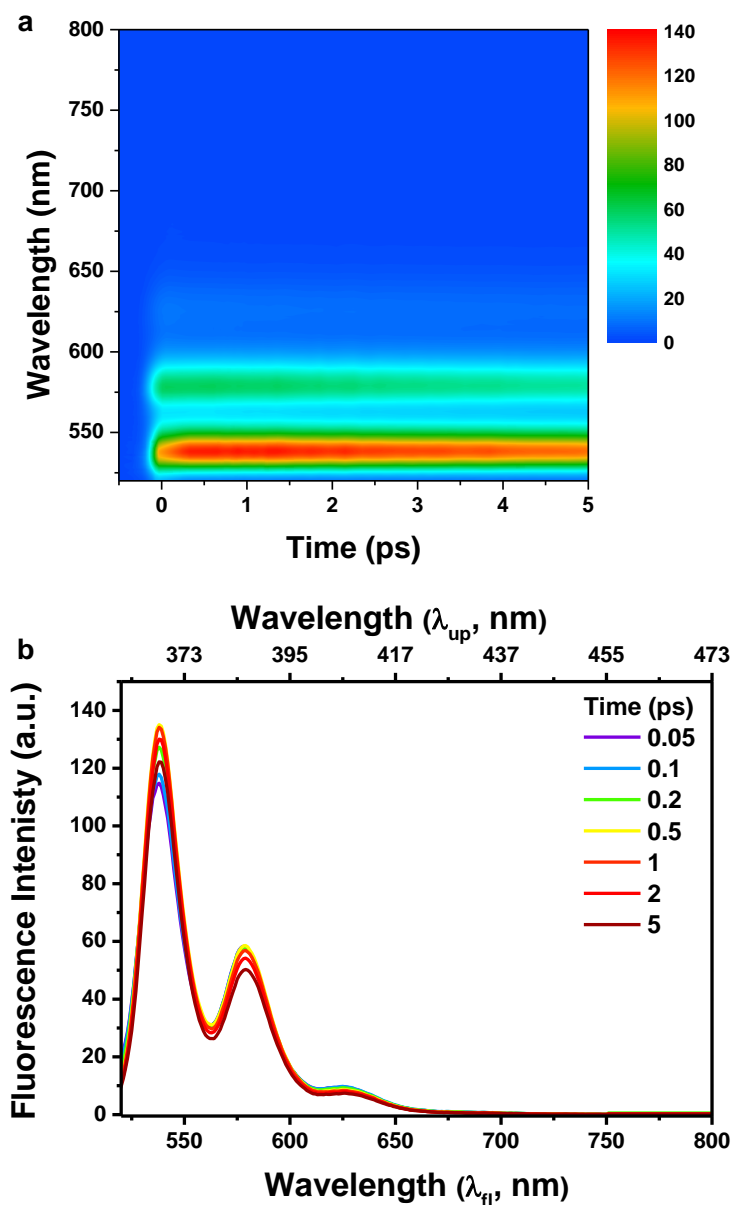 a
800
750
700
650
600
550
Wavelength (nm)
0 1 2 3 4 5
Time (ps)
140
120
100
80
60
40
20
0
Wavelength (λup, nm)
b
373 395 417 437 455 473
140
120
100
80
60
40
20
0
Fluorescence Intenisty (a.u.)
Time (ps)
0.05
0.1
0.2
0.5
1
2
5
550 600 650 700 750 800
Wavelength (λfl, nm)